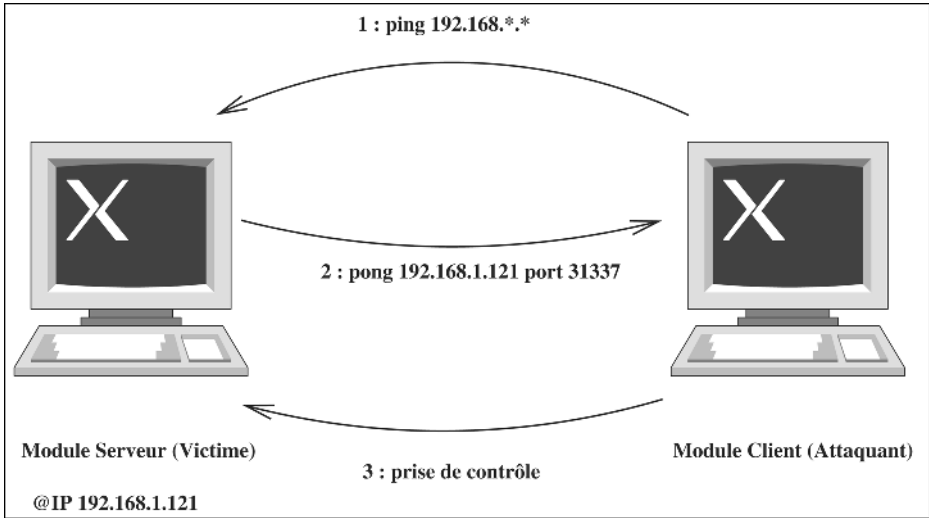 1 : ping 192.168.*.*
2 : pong 192.168.1.121 port 31337
Module Serveur (Victime)
Module Client (Attaquant)
3 : prise de contrôle
@IP 192.168.1.121